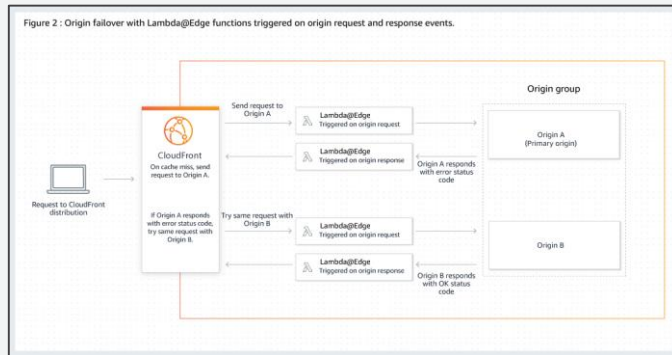 Figure 2 : Origin failover with Lambda@Edge functions triggered on origin request and response events.
Origin group
Send request to
Origin A
Lambda@Edge
Triggered on origin request
Origin A
(Primary origin)
CloudFront
On cache miss, send
request to Origin A.
Lambda@Edge
Triggered on origin response
Origin A responds
with error status
code
Request to CloudFront
distribution
If Origin A responds
with error status code,
try same request with
Origin B.
Try same request with
Origin B
Lambda@Edge
Triggered on origin request
Origin B
Lambda@Edge
Triggered on origin response
Origin B responds
with OK status
code